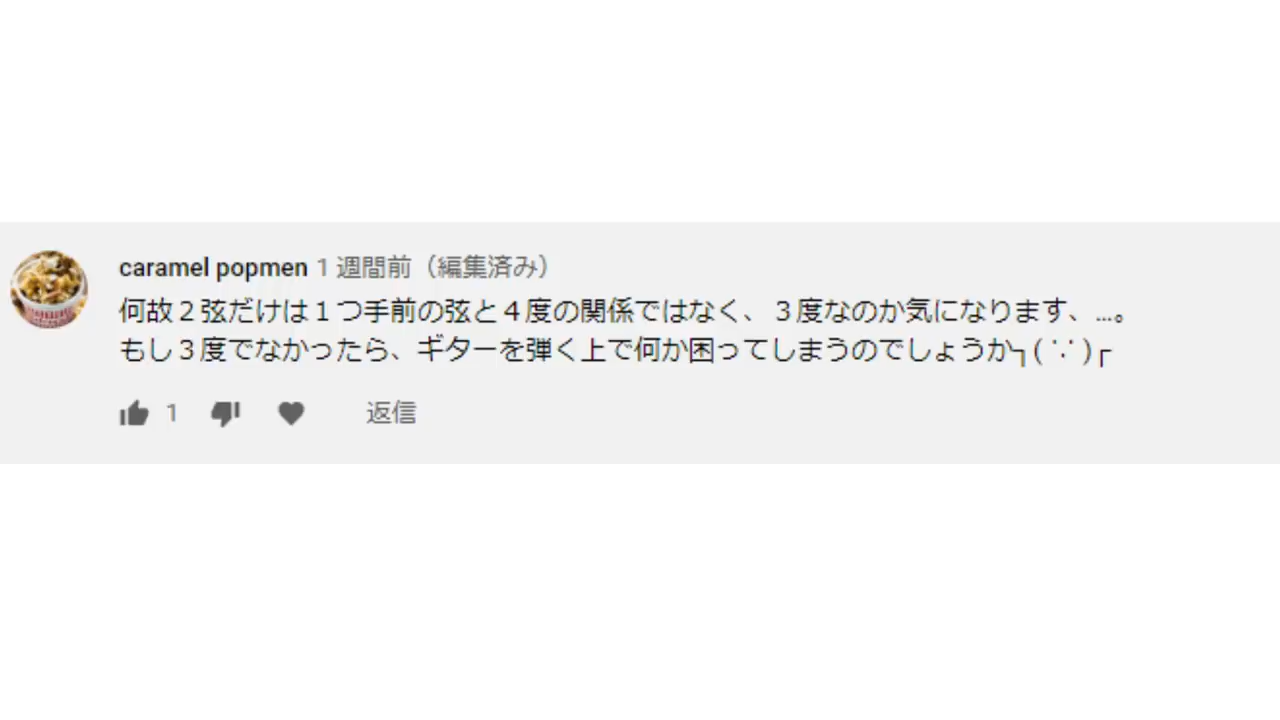 caramel popmen 1 週間前（編集済み）
何故２弦だけは１つ手前の弦と４度の関係ではなく、３度なのか気になります、...。
もし３度でなかったら、ギターを弾く上で何か困ってしまうのでしょうか┐( ∵ )┌
1 返信